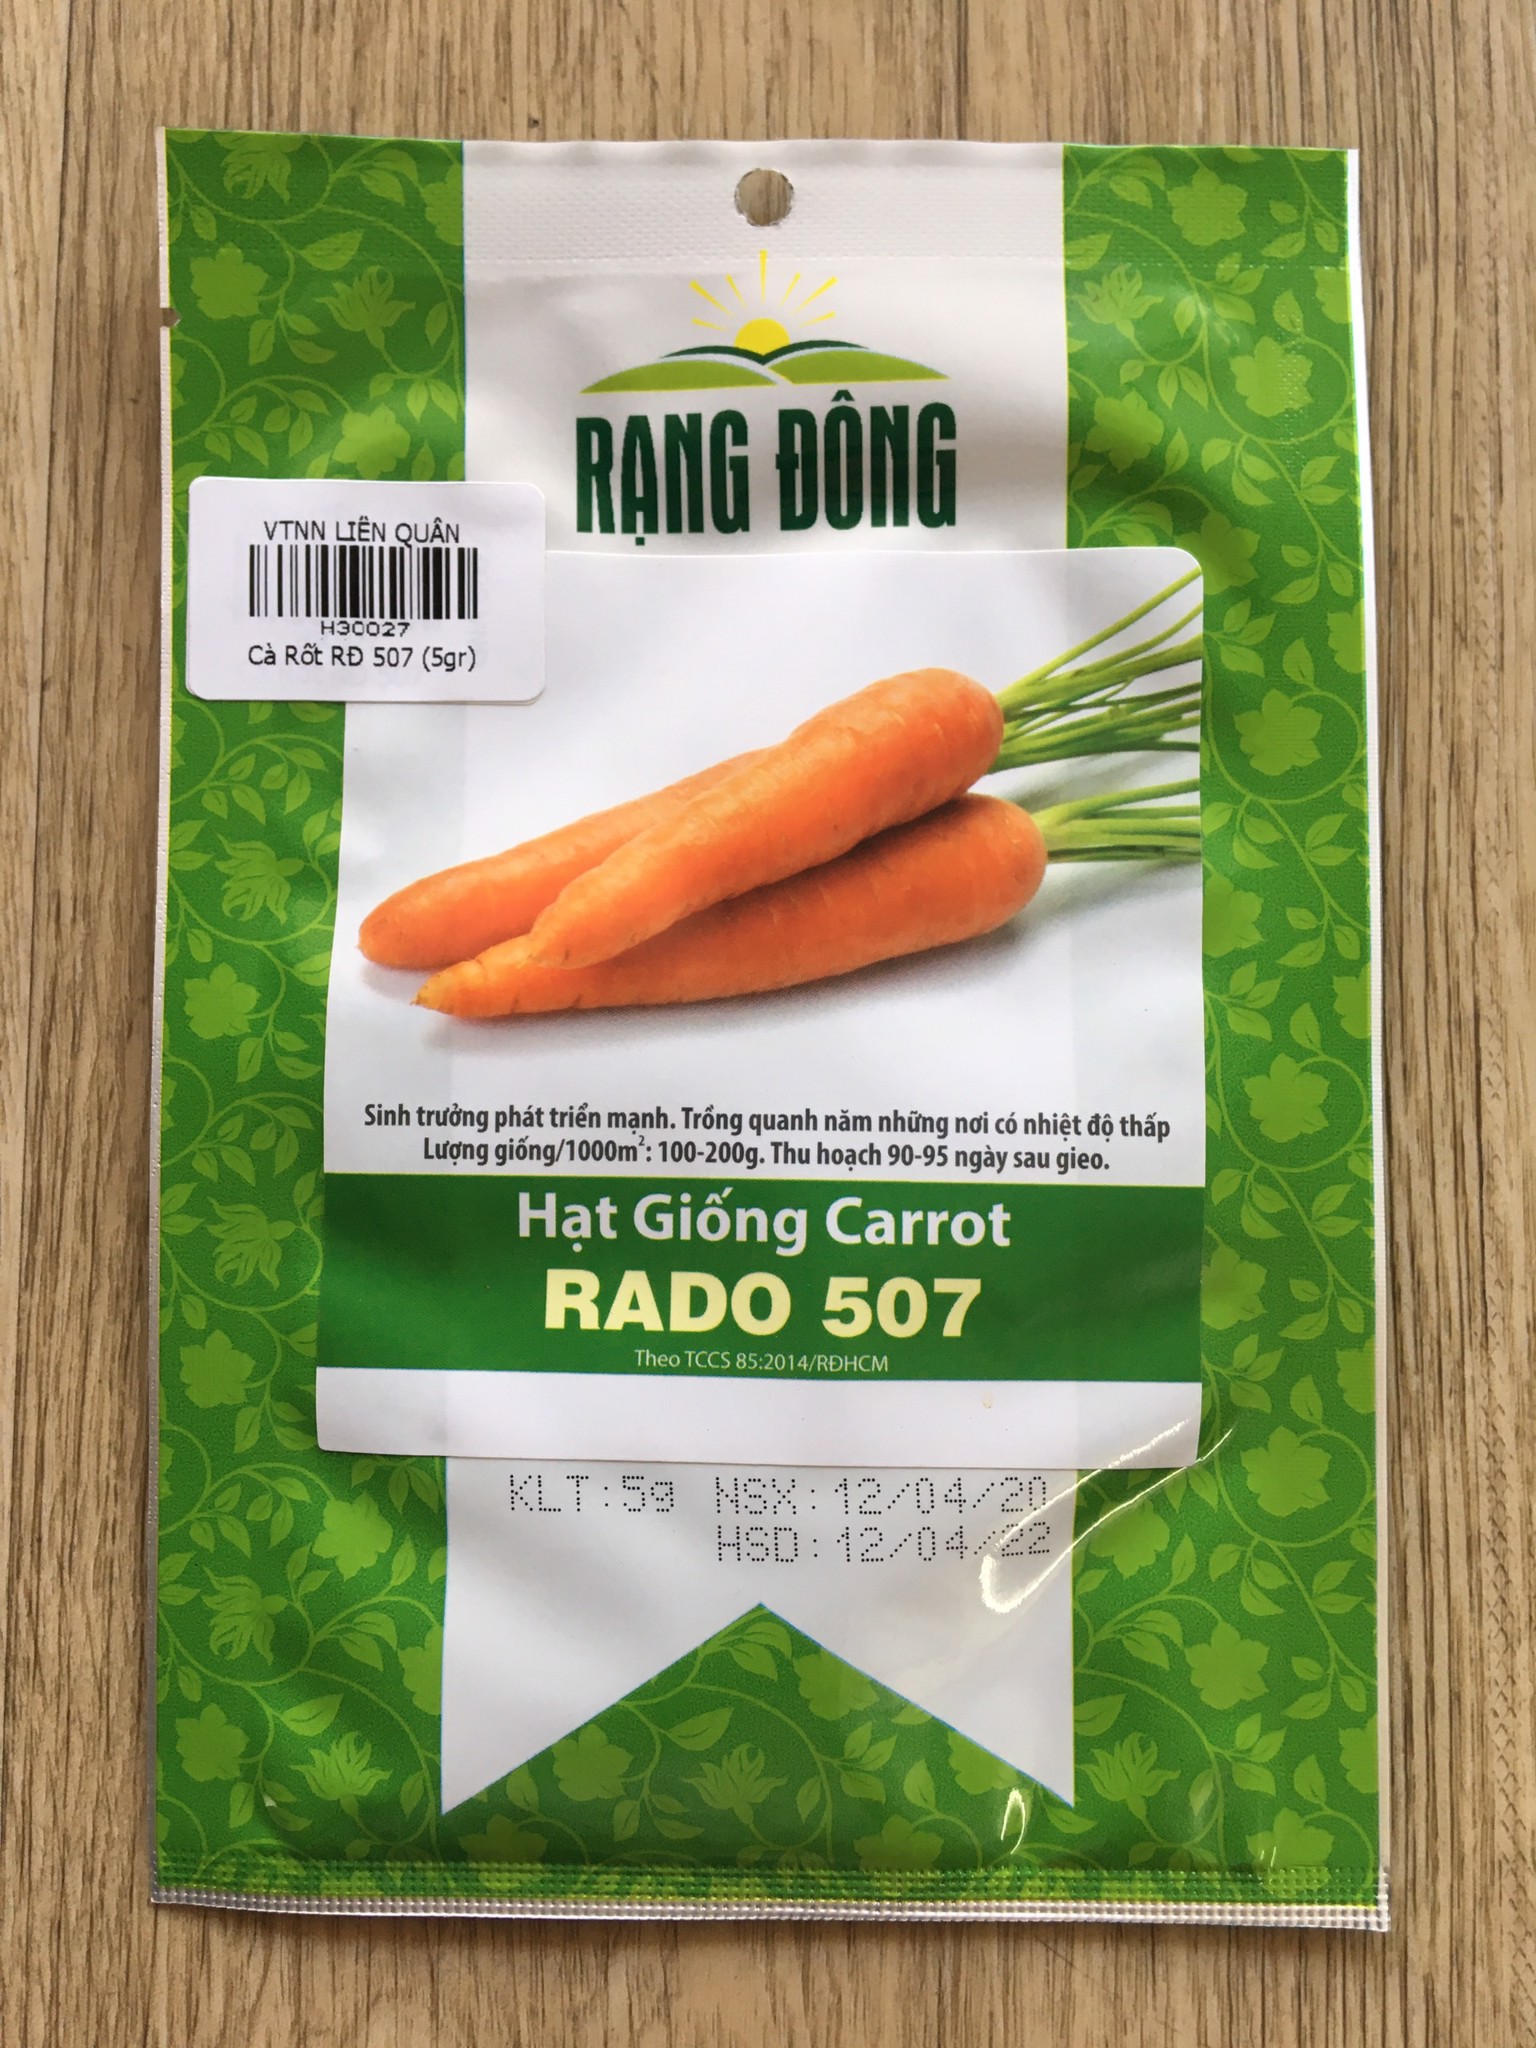 RẠNG ĐÔNG
VTNN LIÊN QUÂN
H30027
Cà Rốt RĐ 507 (5gr)
Sinh trưởng phát triển mạnh. Trồng quanh năm những nơi có nhiệt độ thấp
Lượng giống/1000m²: 100-200g. Thu hoạch 90-95 ngày sau gieo.
Hạt Giống Carrot
RADO 507
Theo TCCS 85:2014/RĐHCM
KLT:5g NSX:12/04/20
HSD:12/04/22